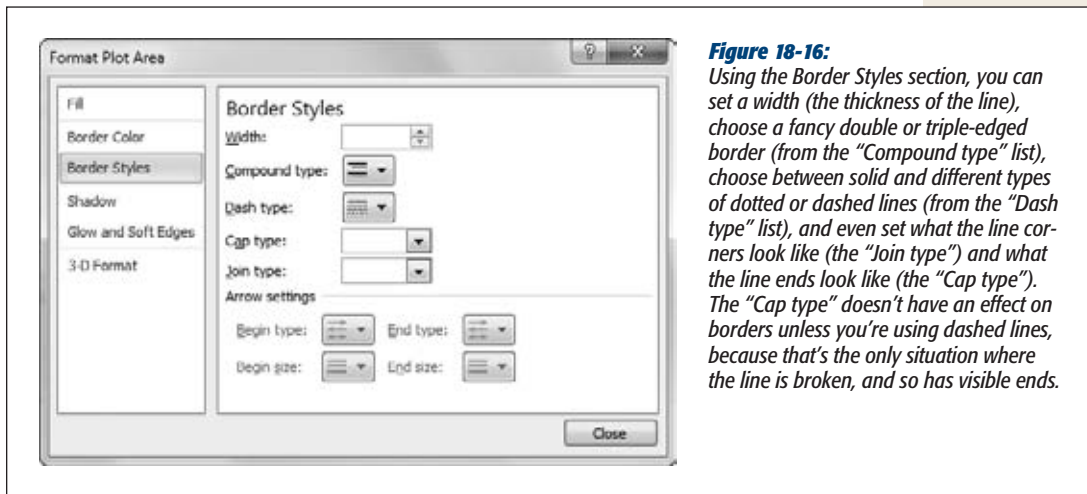 Format Plot Area
Fill
Border Color
Border Styles
Shadow
Glow and Soft Edges
3-D Format
Border Styles
Width:
Compound type:
Dash type:
Cap type:
Join type:
Arrow settings
Begin type: End type:
Begin size: End size:
Close
Figure 18-16:
Using the Border Styles section, you can
set a width (the thickness of the line),
choose a fancy double or triple-edged
border (from the “Compound type” list),
choose between solid and different types
of dotted or dashed lines (from the “Dash
type” list), and even set what the line cor-
ners look like (the “Join type”) and what
the line ends look like (the “Cap type”).
The “Cap type” doesn’t have an effect on
borders unless you’re using dashed lines,
because that’s the only situation where
the line is broken, and so has visible ends.